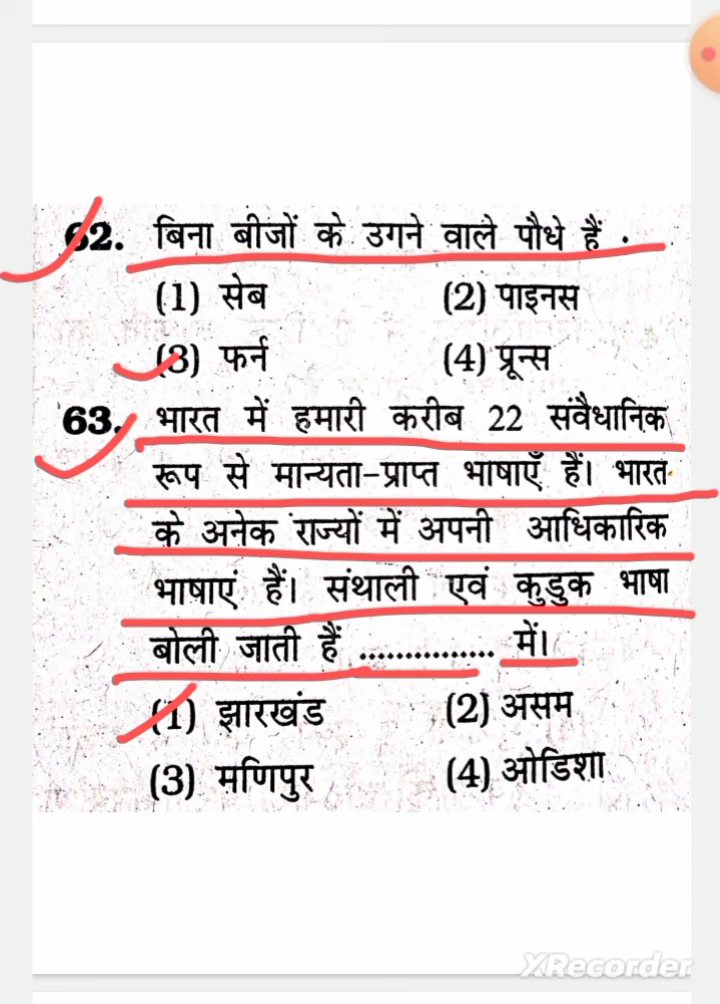 62. बिना बीजों के उगने वाले पौधे हैं .
(1) सेब (2) पाइनस
(3) फर्न (4) प्रून्स
63. भारत में हमारी करीब 22 संवैधानिक
रूप से मान्यता-प्राप्त भाषाएँ हैं। भारत
के अनेक राज्यों में अपनी आधिकारिक
भाषाएं हैं। संथाली एवं कुडुक भाषा
बोली जाती हैं ............... में।
(1) झारखंड (2) असम
(3) मणिपुर (4) ओडिशा
XRecorder